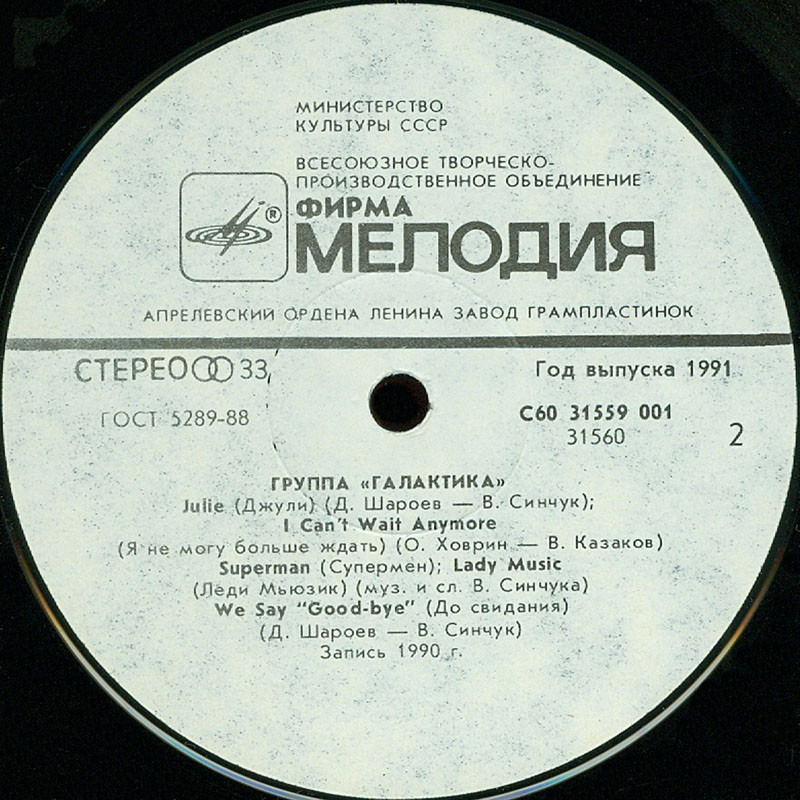 МИНИСТЕРСТВО
КУЛЬТУРЫ СССР
ВСЕСОЮЗНОЕ ТВОРЧЕСКО-
ПРОИЗВОДСТВЕННОЕ ОБЪЕДИНЕНИЕ
®
ФИРМА
МЕЛОДИЯ
АПРЕЛЕВСКИЙ ОРДЕНА ЛЕНИНА ЗАВОД ГРАМПЛАСТИНОК
СТЕРЕО 33
Год выпуска 1991
ГОСТ 5289-88
С60 31559 001
31560
2
ГРУППА «ГАЛАКТИКА»
Julie (Джули) (Д. Шароев — В. Синчук);
I Can't Wait Anymore
(Я не могу больше ждать) (О. Ховрин — В. Казаков)
Superman (Супермен); Lady Music
(Леди Мьюзик) (муз. и сл. В. Синчука)
We Say "Good-bye" (До свидания)
(Д. Шароев — В. Синчук)
Запись 1990 г.